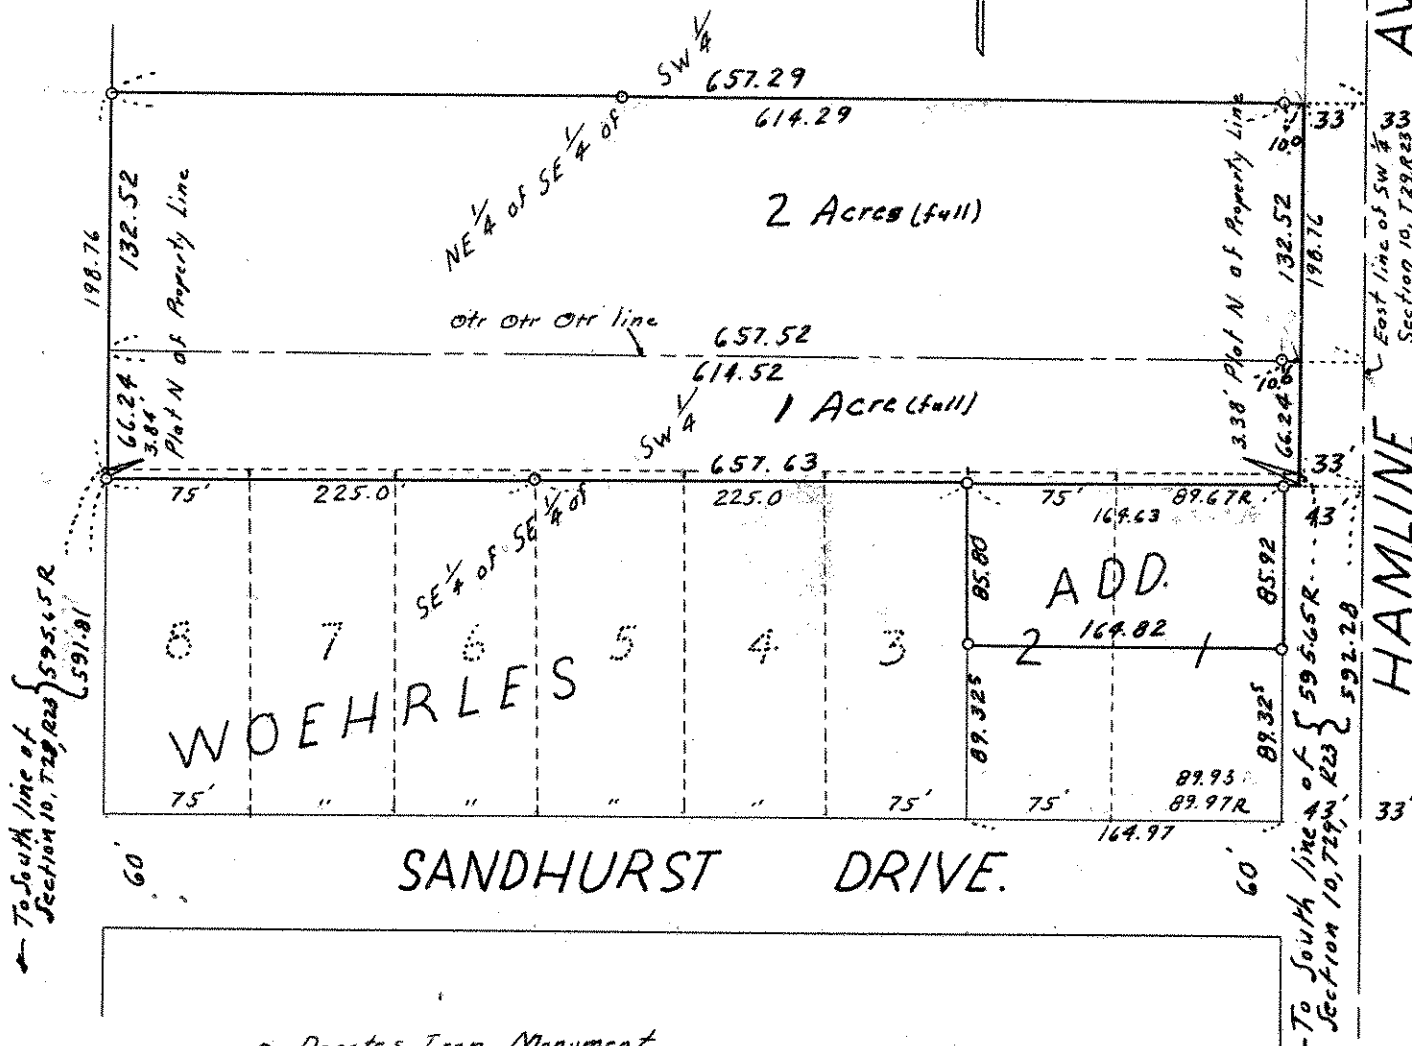 SW 1/4
657.29
614.29
NE 1/4 of SE 1/4 of
2 Acres (full)
132.52
198.76
Plat N of Property Line
33
33
10.0
Plat N of Property Line
132.52
198.76
East line of SW 1/4
Section 10, T29, R23
AV
Qtr Qtr Qtr line
657.52
614.52
1 Acre (full)
SW 1/4
66.24
3.84'
3.38'
10.0
66.24
657.63
33'
75'
225.0
225.0
75'
89.67R
164.63
43'
SE 1/4 of SE 1/4 of
85.80
ADD.
85.92
164.82
8
7
6
5
4
3
2
1
WOEHRLES
89.32⁵
89.32⁵
75'
"
"
"
"
75'
75'
89.93
89.97R
164.97
43'
33'
60'
SANDHURST DRIVE.
60'
HAMLINE
← To South line of { 595.65 R
Section 10, T29, R23 } 591.81
To South line of { 595.65 R
Section 10, T29, R23 } 592.28
Denotes Iron Monument